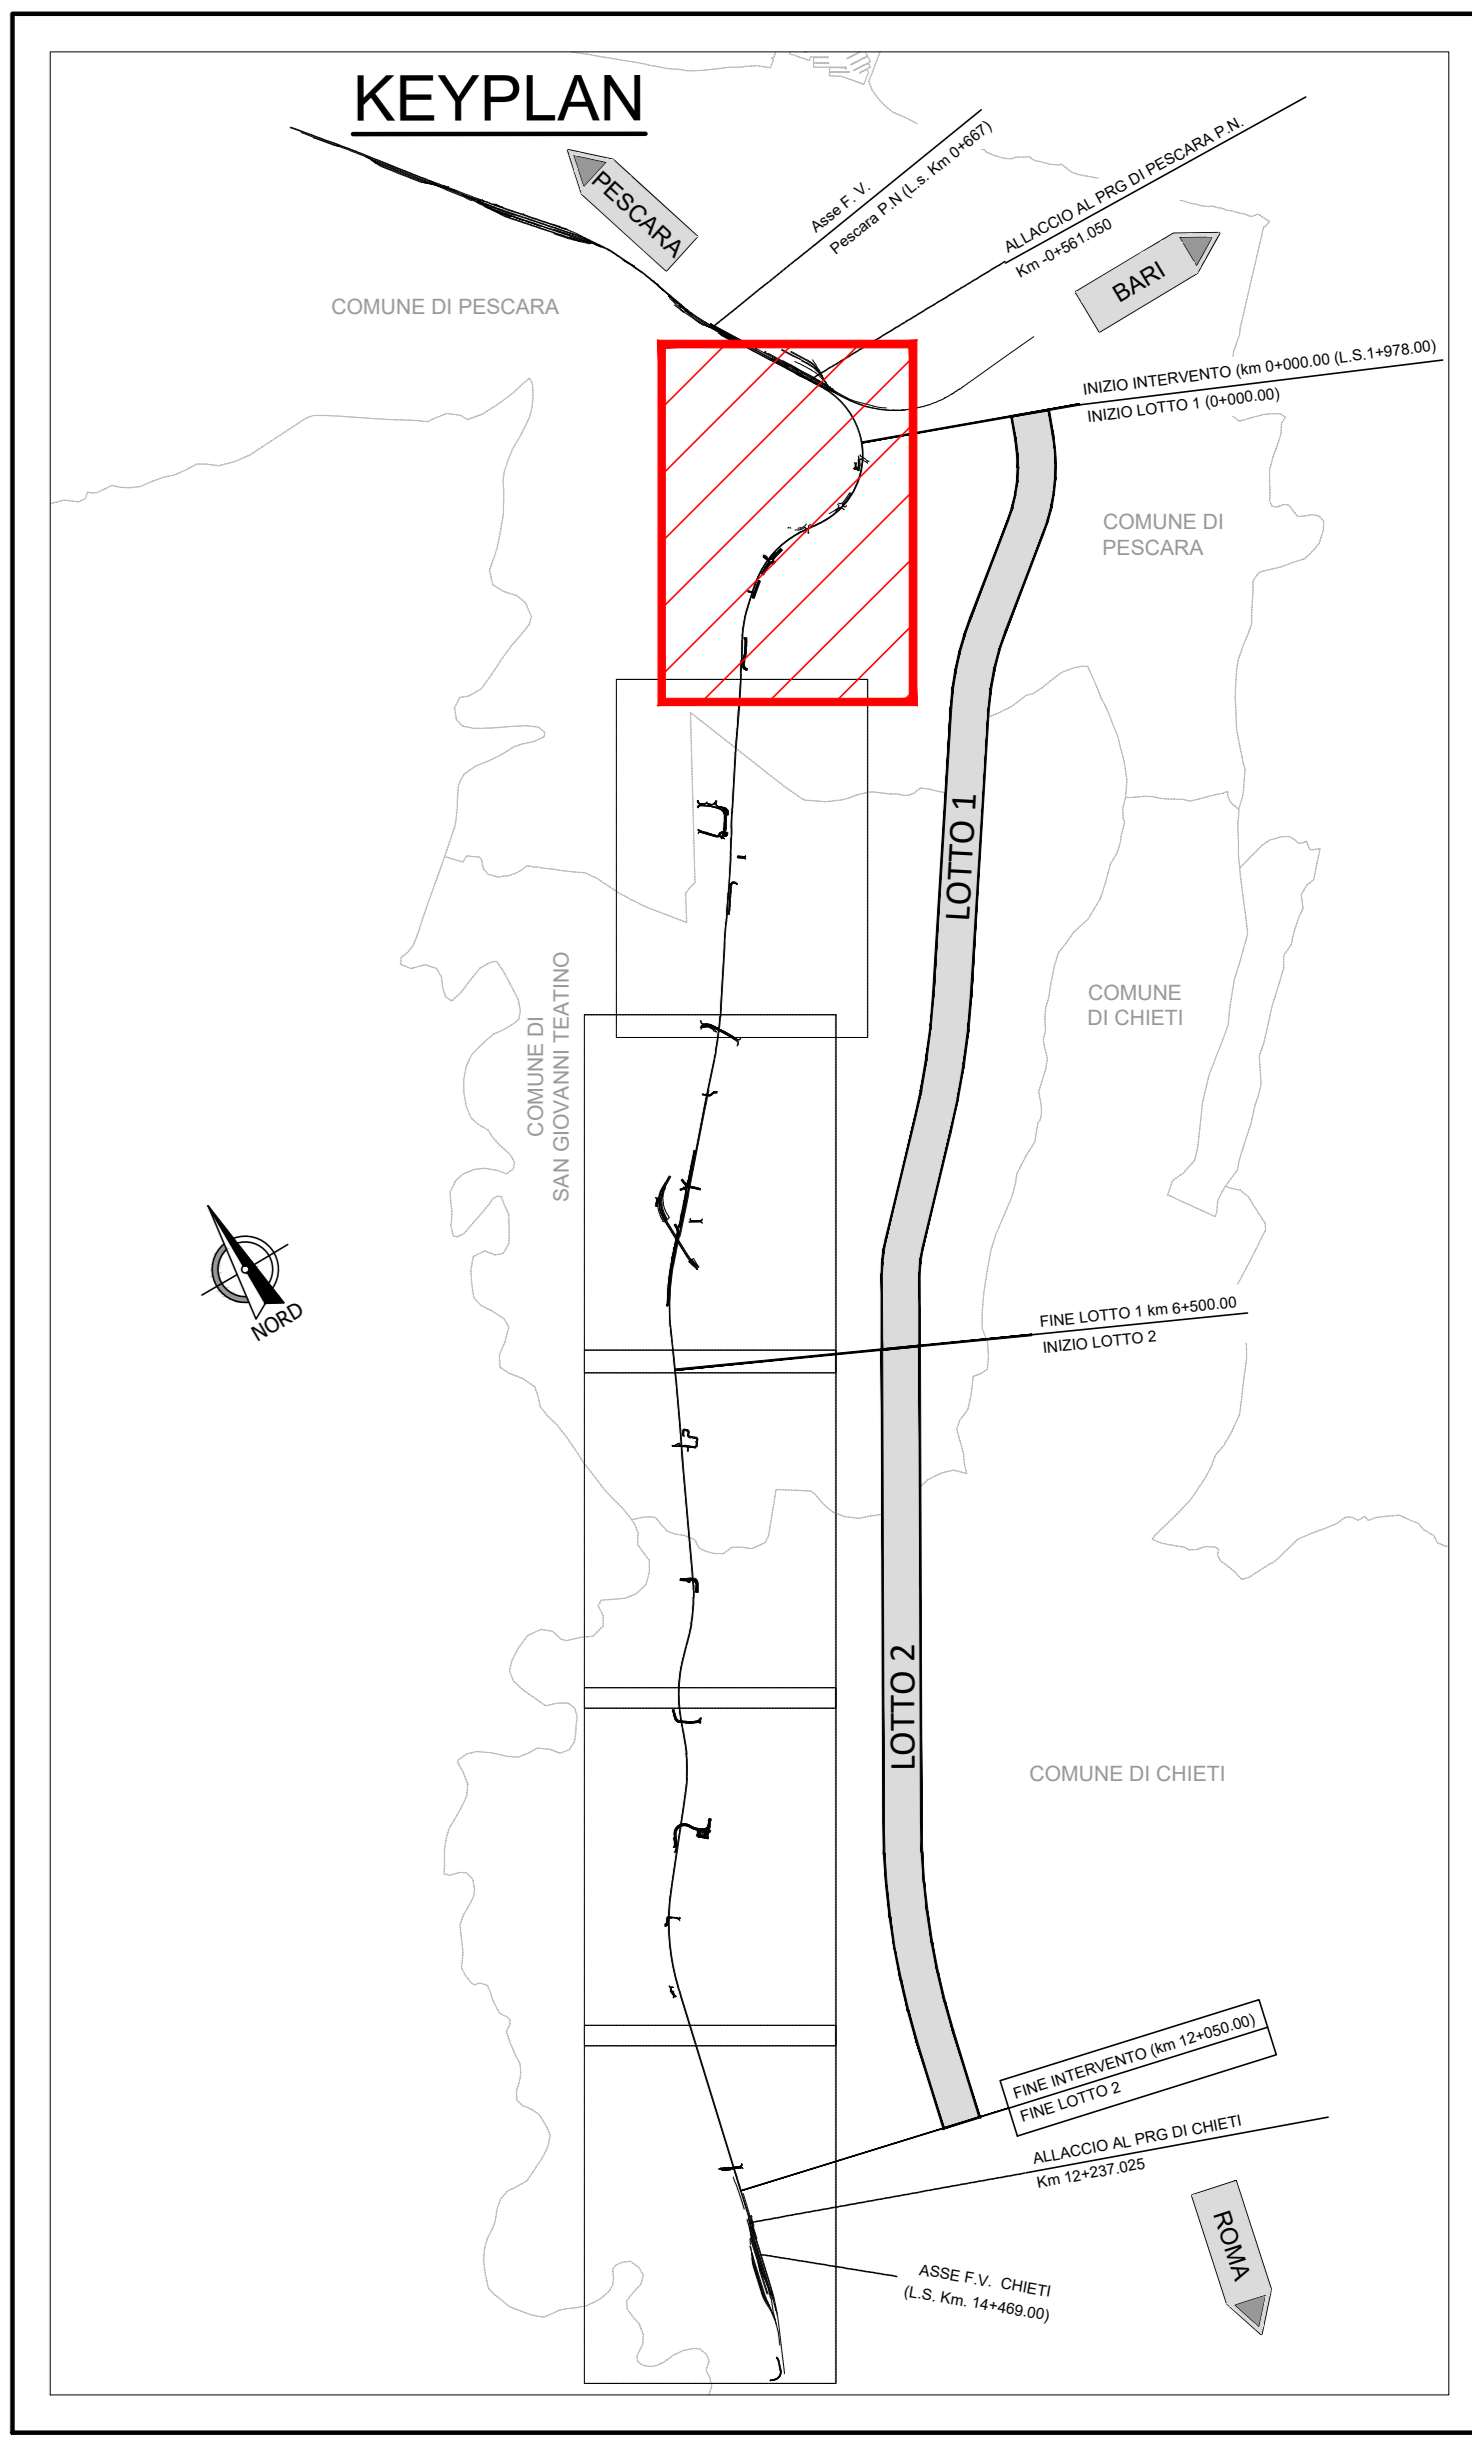 KEYPLAN
PESCARA
Asse F. V.
Pescara P.N (L.s. Km 0+667)
ALLACCIO AL PRG DI PESCARA P.N.
Km -0+561.050
BARI
COMUNE DI PESCARA
INIZIO INTERVENTO (km 0+000.00 (L.S.1+978.00)
INIZIO LOTTO 1 (0+000.00)
COMUNE DI
PESCARA
LOTTO 1
COMUNE DI
SAN GIOVANNI TEATINO
COMUNE
DI CHIETI
NORD
FINE LOTTO 1 km 6+500.00
INIZIO LOTTO 2
LOTTO 2
COMUNE DI CHIETI
FINE INTERVENTO (km 12+050.00)
FINE LOTTO 2
ALLACCIO AL PRG DI CHIETI
Km 12+237.025
ROMA
ASSE F.V. CHIETI
(L.S. Km. 14+469.00)